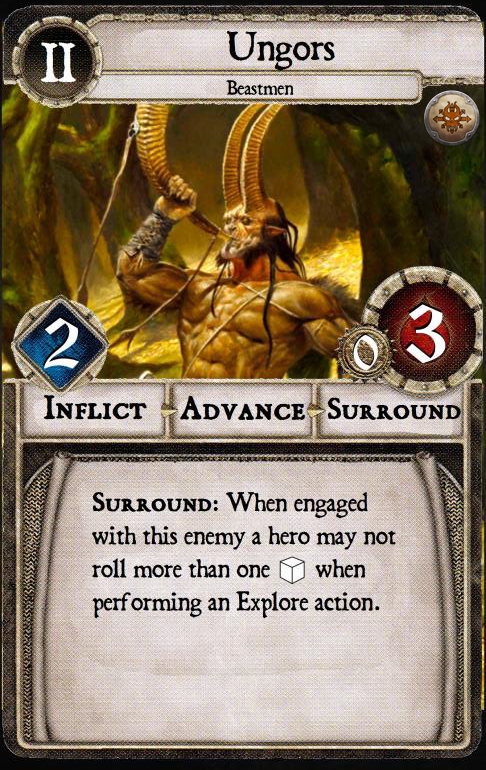 II
Ungors
Beastmen
2
0
3
Inflict Advance Surround
Surround: When engaged
with this enemy a hero may not
roll more than one when
performing an Explore action.